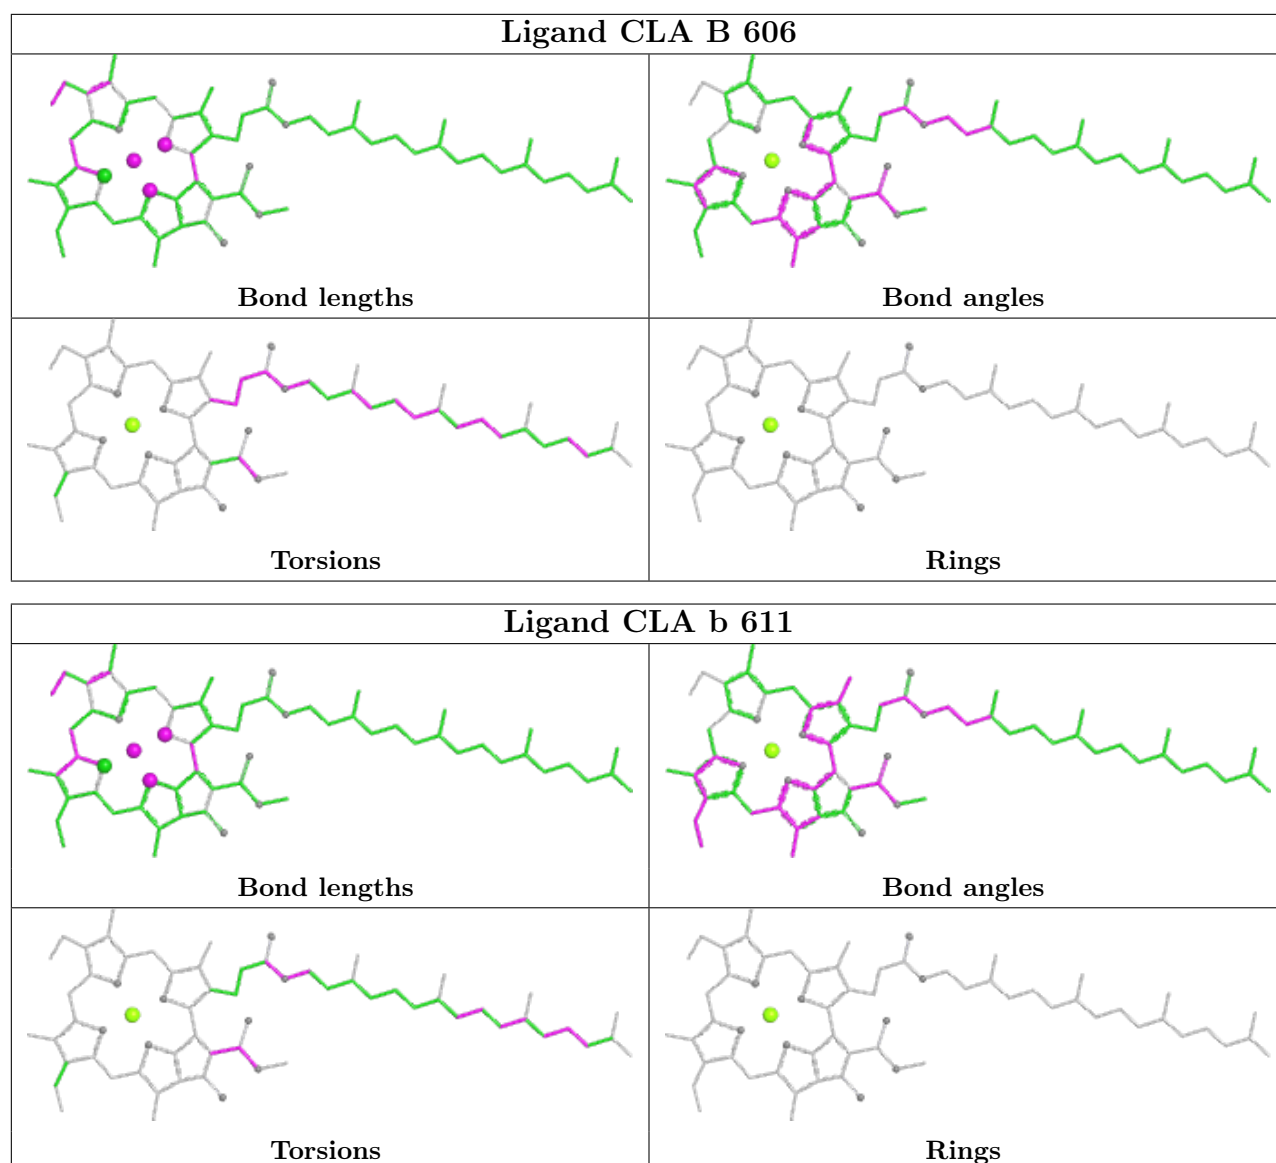 Ligand CLA B 606
Bond lengths
Bond angles
Torsions
Rings
Ligand CLA b 611
Bond lengths
Bond angles
Torsions
Rings